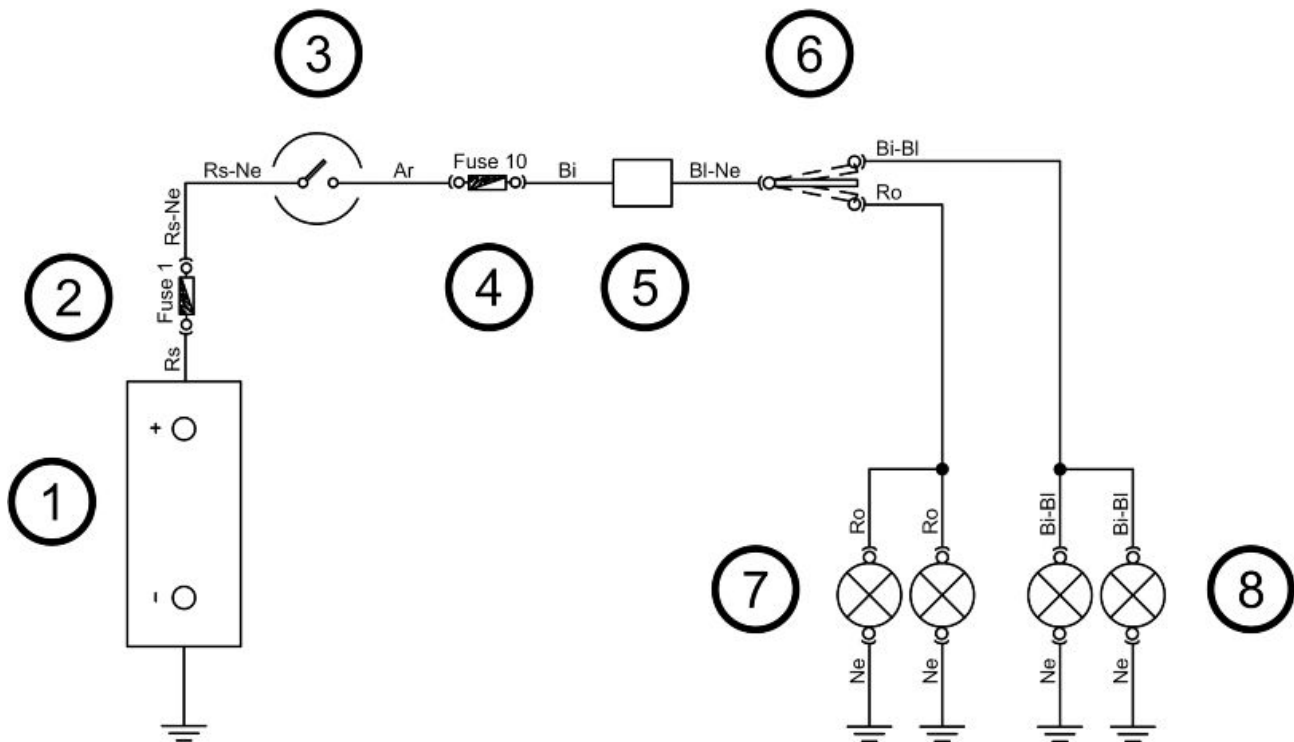 3
6
Rs-Ne
Ar
Fuse 10
Bi
Bl-Ne
Bi-Bl
Ro
Rs-Ne
2
Fuse 1
Rs
4
5
+
-
1
Ro
Ro
Bi-Bl
Bi-Bl
7
8
Ne
Ne
Ne
Ne